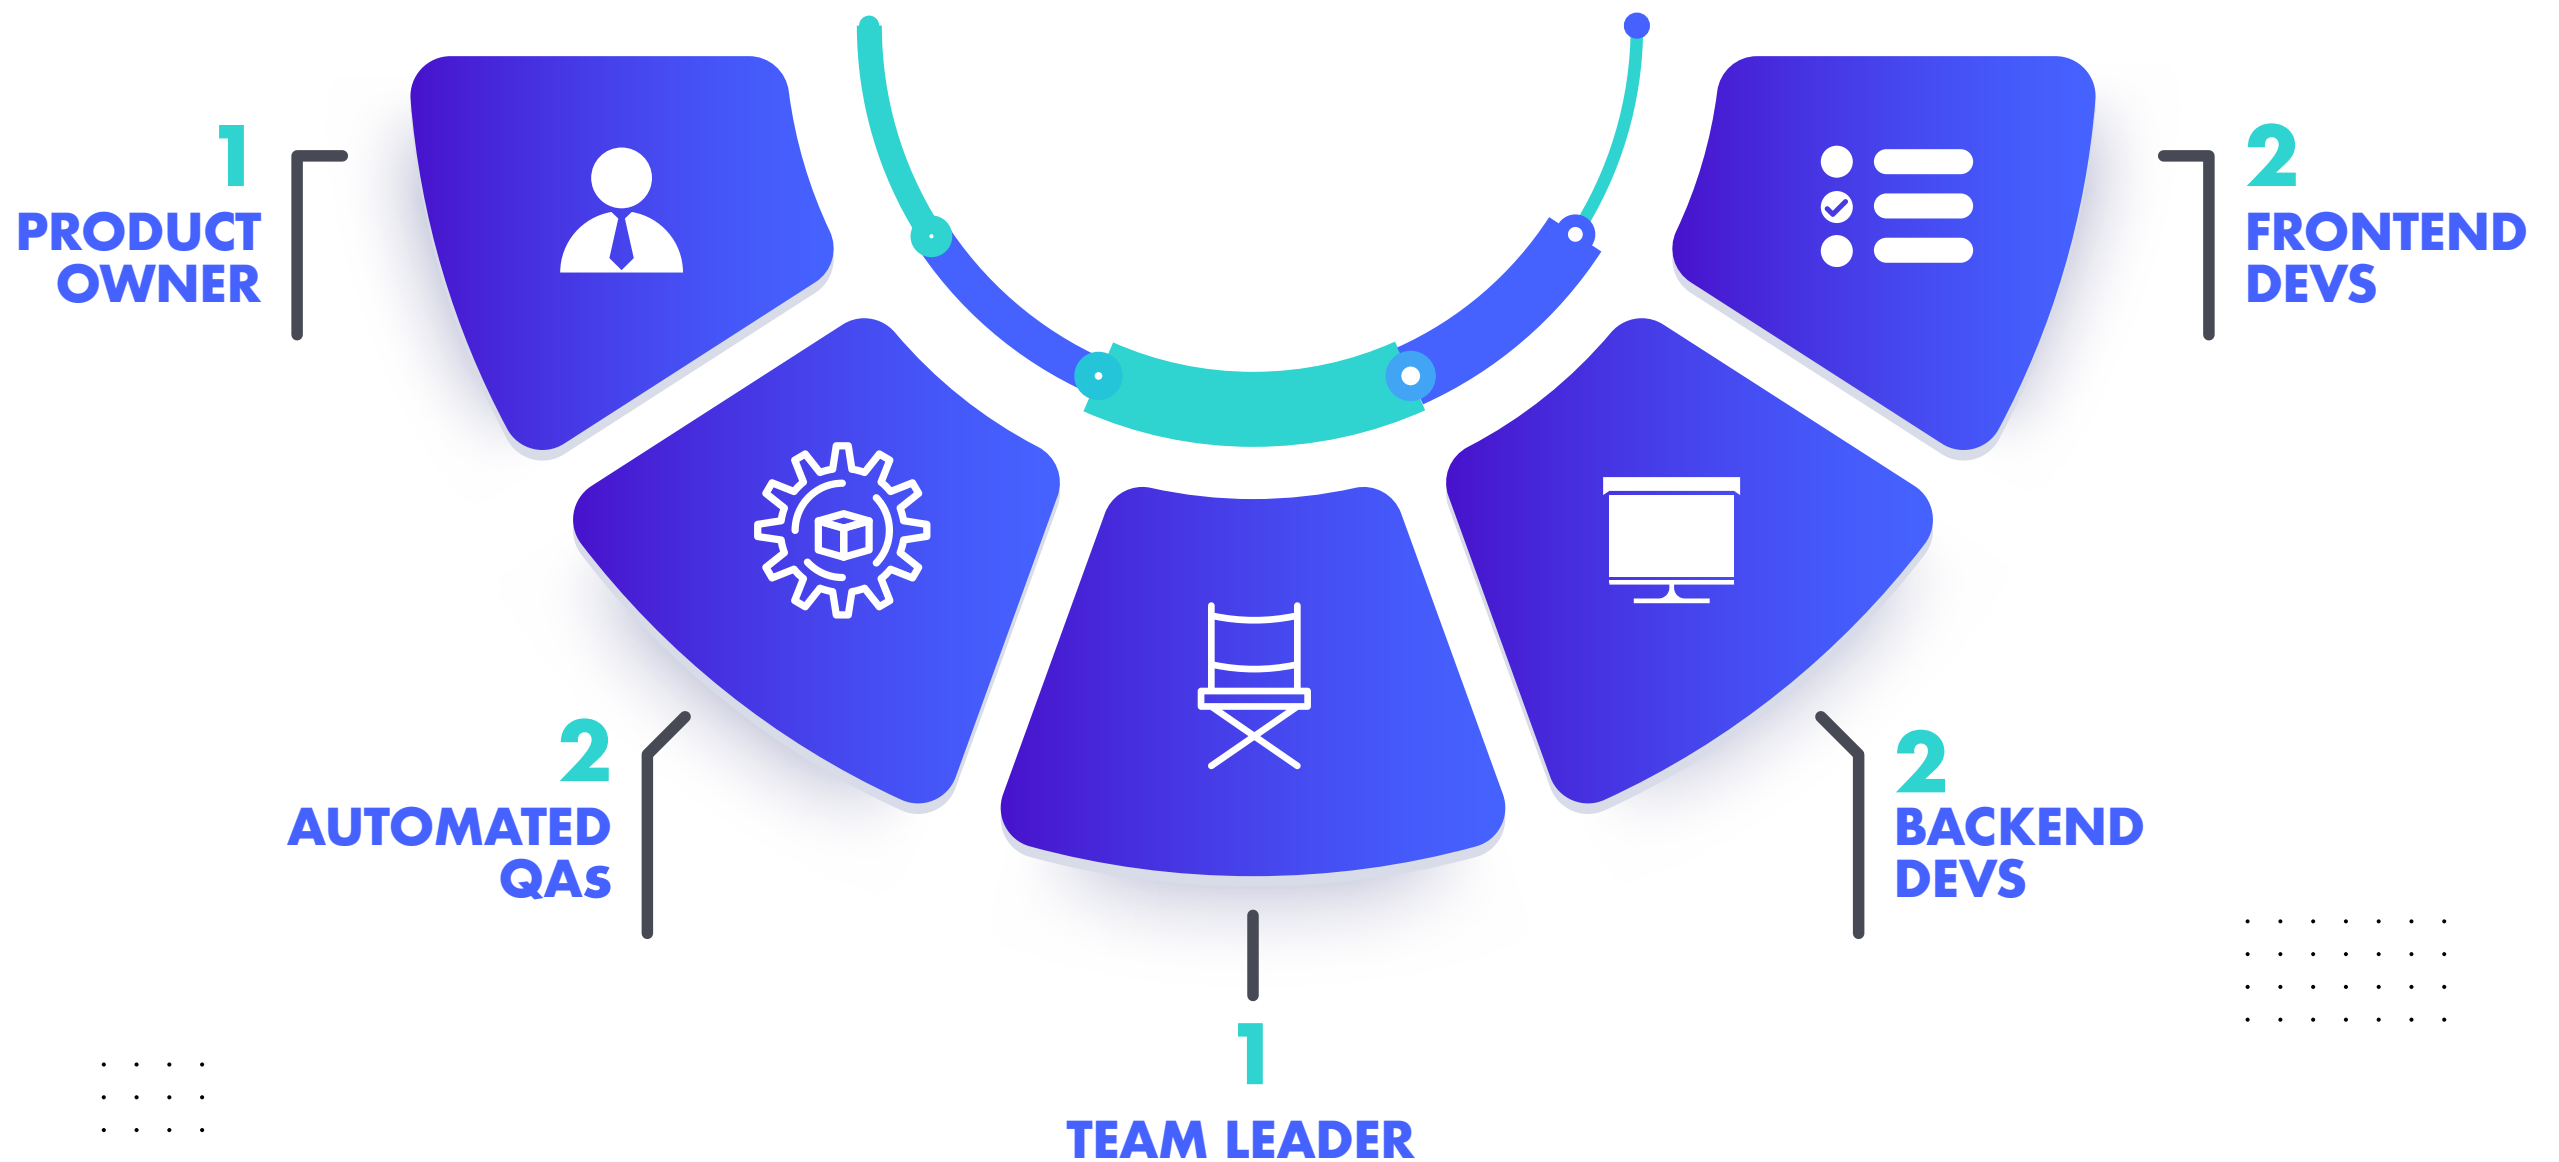 1
PRODUCT
OWNER
2
AUTOMATED
QAs
1
TEAM LEADER
2
BACKEND
DEVS
2
FRONTEND
DEVS